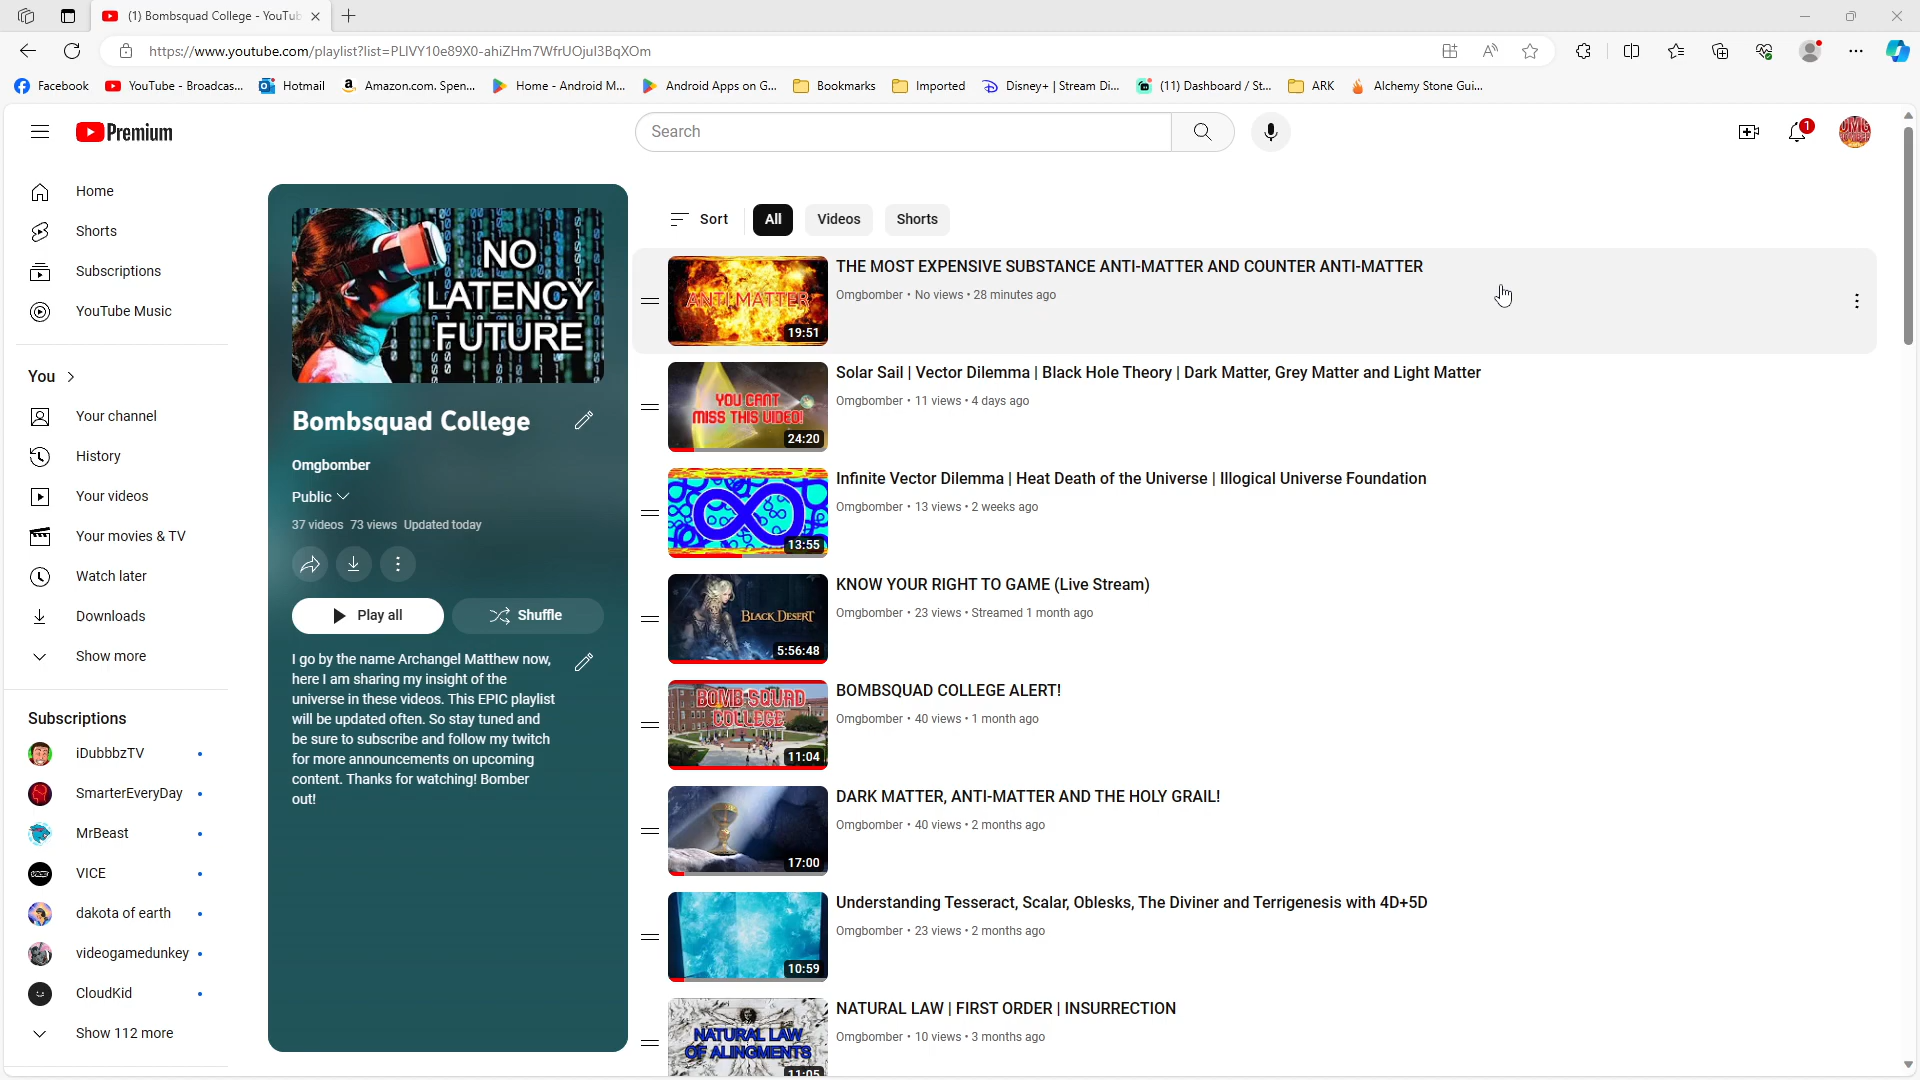 (1) Bombsquad College - YouTub
https://www.youtube.com/playlist?list=PLIVY10e89X0-ahiZHm7WfrUOjul3BqXOm
Facebook
YouTube - Broadcas...
Hotmail
Amazon.com. Spen...
Home - Android M...
Android Apps on G...
Bookmarks
Imported
Disney+ | Stream Di...
(11) Dashboard / St...
ARK
Alchemy Stone Gui...
Premium
Search
1
Home
Shorts
Subscriptions
YouTube Music
You
Your channel
History
Your videos
Your movies & TV
Watch later
Downloads
Show more
Subscriptions
iDubbbzTV
SmarterEveryDay
MrBeast
VICE
dakota of earth
videogamedunkey
CloudKid
Show 112 more
NO
LATENCY
FUTURE
Bombsquad College
Omgbomber
Public
37 videos 73 views Updated today
Play all
Shuffle
I go by the name Archangel Matthew now,
here I am sharing my insight of the
universe in these videos. This EPIC playlist
will be updated often. So stay tuned and
be sure to subscribe and follow my twitch
for more announcements on upcoming
content. Thanks for watching! Bomber
out!
Sort
All
Videos
Shorts
ANTI MATTER
19:51
THE MOST EXPENSIVE SUBSTANCE ANTI-MATTER AND COUNTER ANTI-MATTER
Omgbomber • No views • 28 minutes ago
YOU CANT
MISS THIS VIDEO!
24:20
Solar Sail | Vector Dilemma | Black Hole Theory | Dark Matter, Grey Matter and Light Matter
Omgbomber • 11 views • 4 days ago
13:55
Infinite Vector Dilemma | Heat Death of the Universe | Illogical Universe Foundation
Omgbomber • 13 views • 2 weeks ago
BLACK DESERT
5:56:48
KNOW YOUR RIGHT TO GAME (Live Stream)
Omgbomber • 23 views • Streamed 1 month ago
BOMB SQUAD
COLLEGE
11:04
BOMBSQUAD COLLEGE ALERT!
Omgbomber • 40 views • 1 month ago
17:00
DARK MATTER, ANTI-MATTER AND THE HOLY GRAIL!
Omgbomber • 40 views • 2 months ago
10:59
Understanding Tesseract, Scalar, Oblesks, The Diviner and Terrigenesis with 4D+5D
Omgbomber • 23 views • 2 months ago
NATURAL LAW
OF ALINGMENTS
11:05
NATURAL LAW | FIRST ORDER | INSURRECTION
Omgbomber • 10 views • 3 months ago